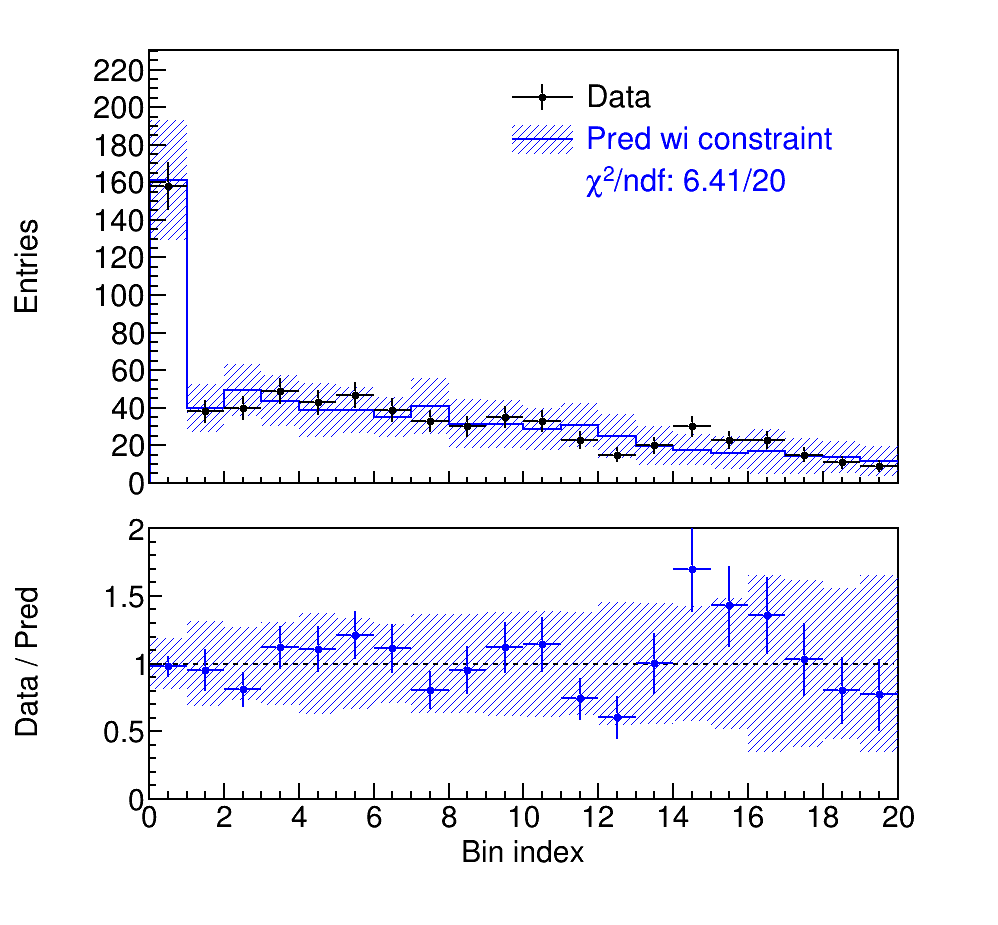 Entries
220
200
180
160
140
120
100
80
60
40
20
0
Data
Pred wi constraint
χ²/ndf: 6.41/20
Data / Pred
2
1.5
1
0.5
0
0 2 4 6 8 10 12 14 16 18 20
Bin index